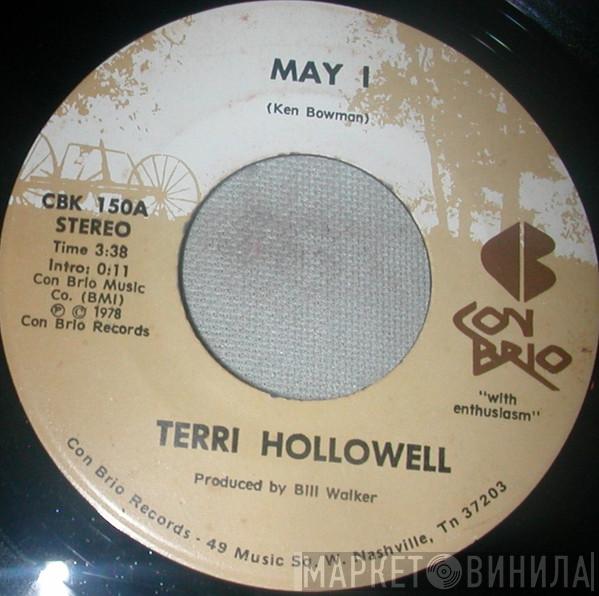 MAY I
(Ken Bowman)
CBK 150A
STEREO
Time 3:38
Intro: 0:11
Con Brio Music
Co. (BMI)
℗ © 1978
Con Brio Records
CON
BRIO
"with
enthusiasm"
TERRI HOLLOWELL
Produced by Bill Walker
Con Brio Records - 49 Music Sq. W. Nashville, Tn 37203
МАРКЕТ ВИНИЛА